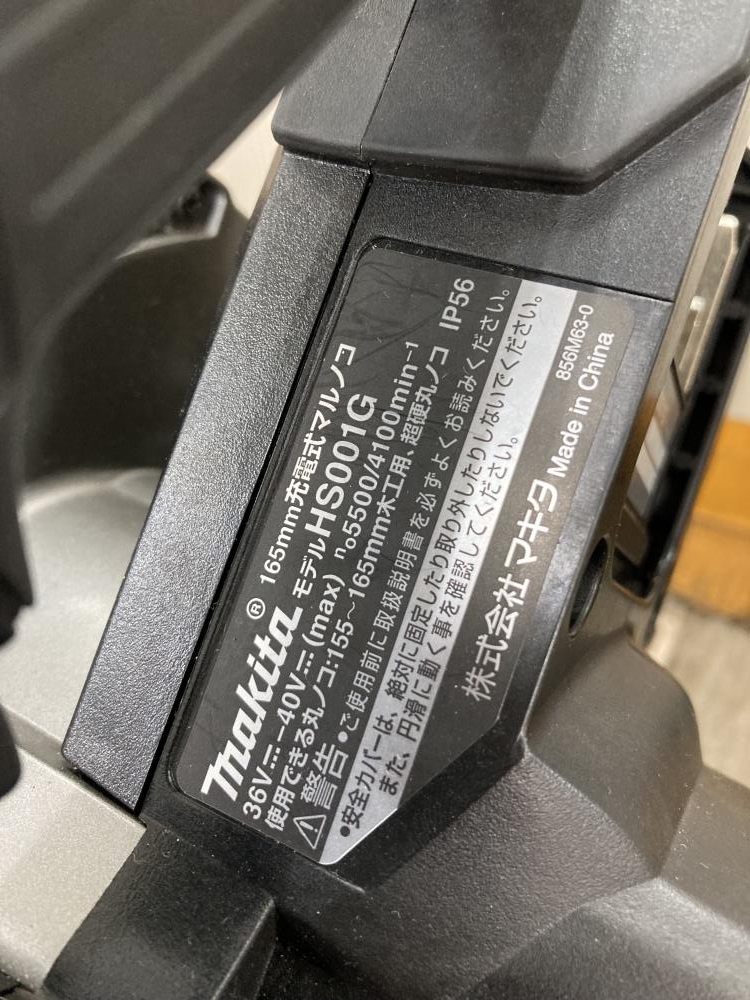 makita® 165mm充電式マルノコ
モデルHS001G
36V⎓–40V⎓(max) n₀5500/4100min⁻¹
使用できる丸ノコ:155～165mm木工用、超硬丸ノコ IP56
⚠警告 •ご使用前に取扱説明書を必ずよくお読みください。
•安全カバーは、絶対に固定したり取り外したりしないでください。
また、円滑に動く事を確認してください。
856M63-0
株式会社マキタ Made in China